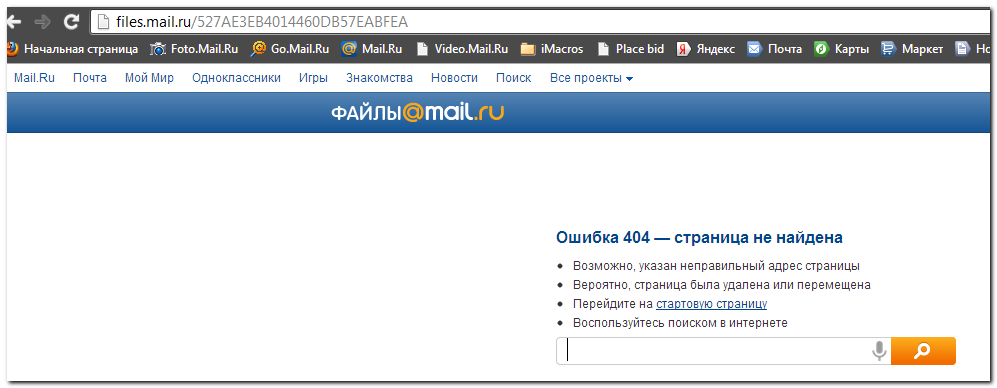 files.mail.ru/527AE3EB4014460DB57EABFEA
Начальная страница Foto.Mail.Ru Go.Mail.Ru Mail.Ru Video.Mail.Ru iMacros Place bid Яндекс Почта Карты Маркет
Mail.Ru Почта Мой Мир Одноклассники Игры Знакомства Новости Поиск Все проекты
ФАЙЛЫ@mail.ru
Ошибка 404 — страница не найдена
Возможно, указан неправильный адрес страницы
Вероятно, страница была удалена или перемещена
Перейдите на стартовую страницу
Воспользуйтесь поиском в интернете